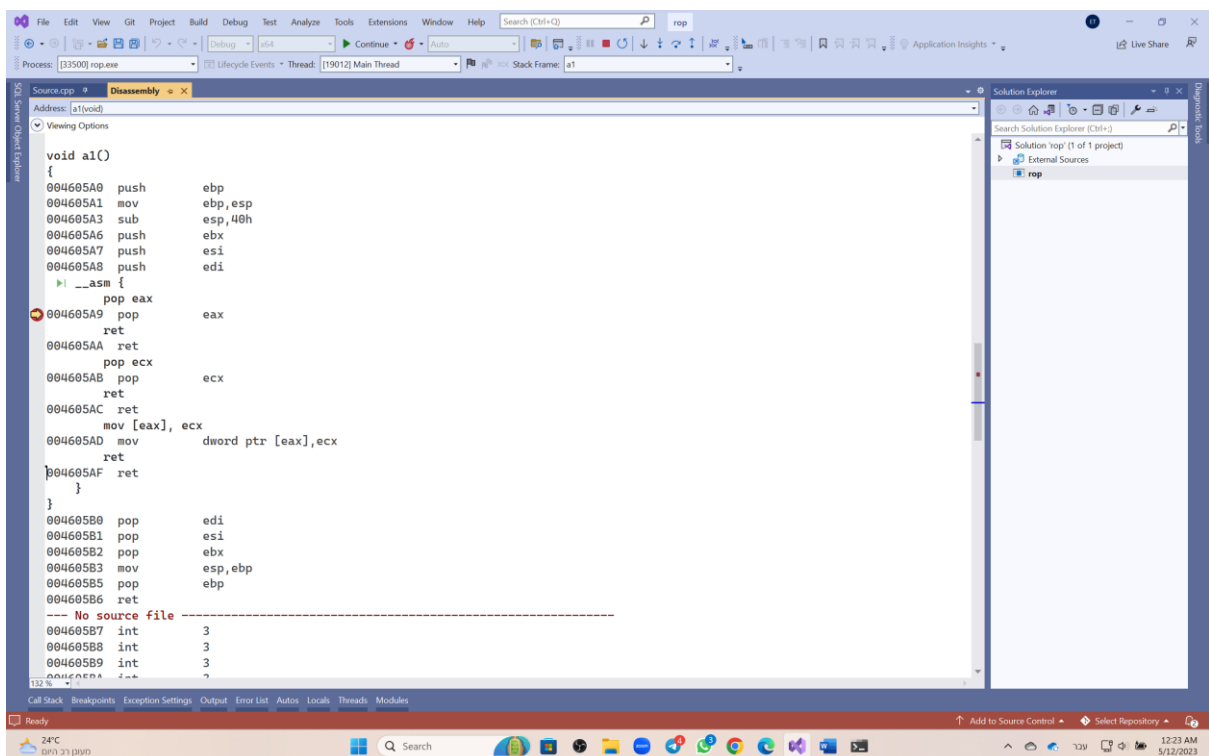 File Edit View Git Project Build Debug Test Analyze Tools Extensions Window Help Search (Ctrl+Q) rop
Debug x64 Continue Auto Application Insights Live Share
Process: [33500] rop.exe Lifecycle Events Thread: [19012] Main Thread Stack Frame: a1
SQL Server Object Explorer
Source.cpp Disassembly
Address: a1(void)
Viewing Options
void a1()
{
004605A0 push ebp
004605A1 mov ebp,esp
004605A3 sub esp,40h
004605A6 push ebx
004605A7 push esi
004605A8 push edi
__asm {
pop eax
004605A9 pop eax
ret
004605AA ret
pop ecx
004605AB pop ecx
ret
004605AC ret
mov [eax], ecx
004605AD mov dword ptr [eax],ecx
ret
004605AF ret
}
}
004605B0 pop edi
004605B1 pop esi
004605B2 pop ebx
004605B3 mov esp,ebp
004605B5 pop ebp
004605B6 ret
--- No source file -------------------------------------------------------------
004605B7 int 3
004605B8 int 3
004605B9 int 3
004605BA int 3
132 %
Solution Explorer
Search Solution Explorer (Ctrl+;)
Solution 'rop' (1 of 1 project)
External Sources
rop
Diagnostic Tools
Call Stack Breakpoints Exception Settings Output Error List Autos Locals Threads Modules
Ready Add to Source Control Select Repository
24°C
מעונן רב היום
Search
עבר
12:23 AM
5/12/2023